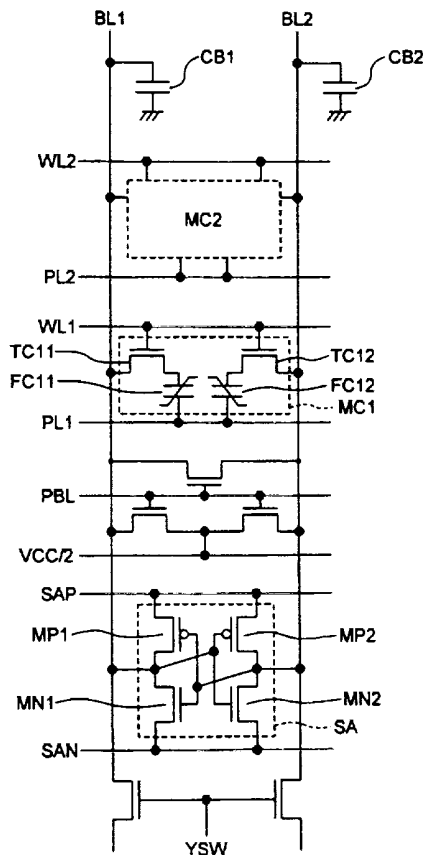 BL1 BL2
CB1 CB2
WL2
MC2
PL2
WL1
TC11 TC12
FC11 FC12
MC1
PL1
PBL
VCC/2
SAP
MP1 MP2
MN1 MN2
SA
SAN
YSW